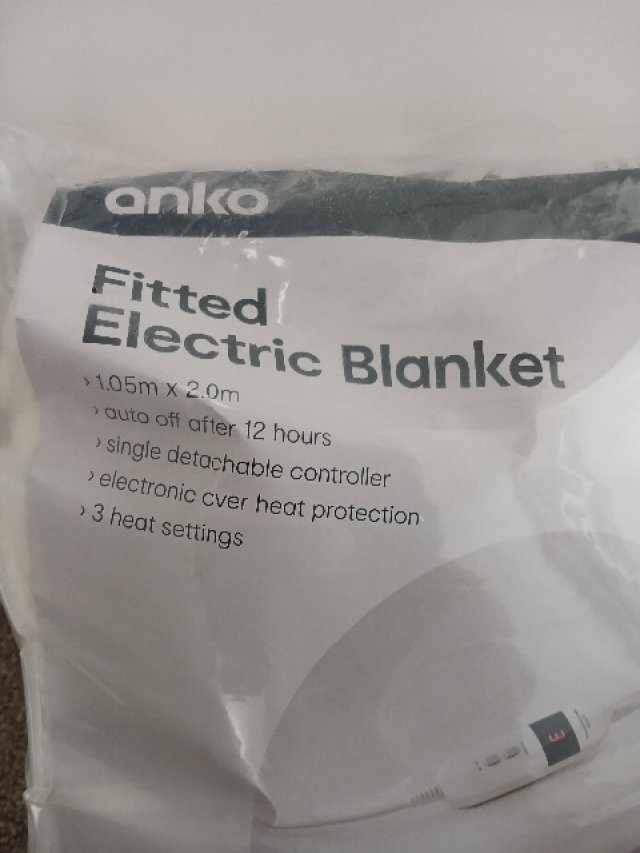 anko
Fitted
Electric Blanket
› 1.05m x 2.0m
› auto off after 12 hours
› single detachable controller
› electronic over heat protection
› 3 heat settings
3